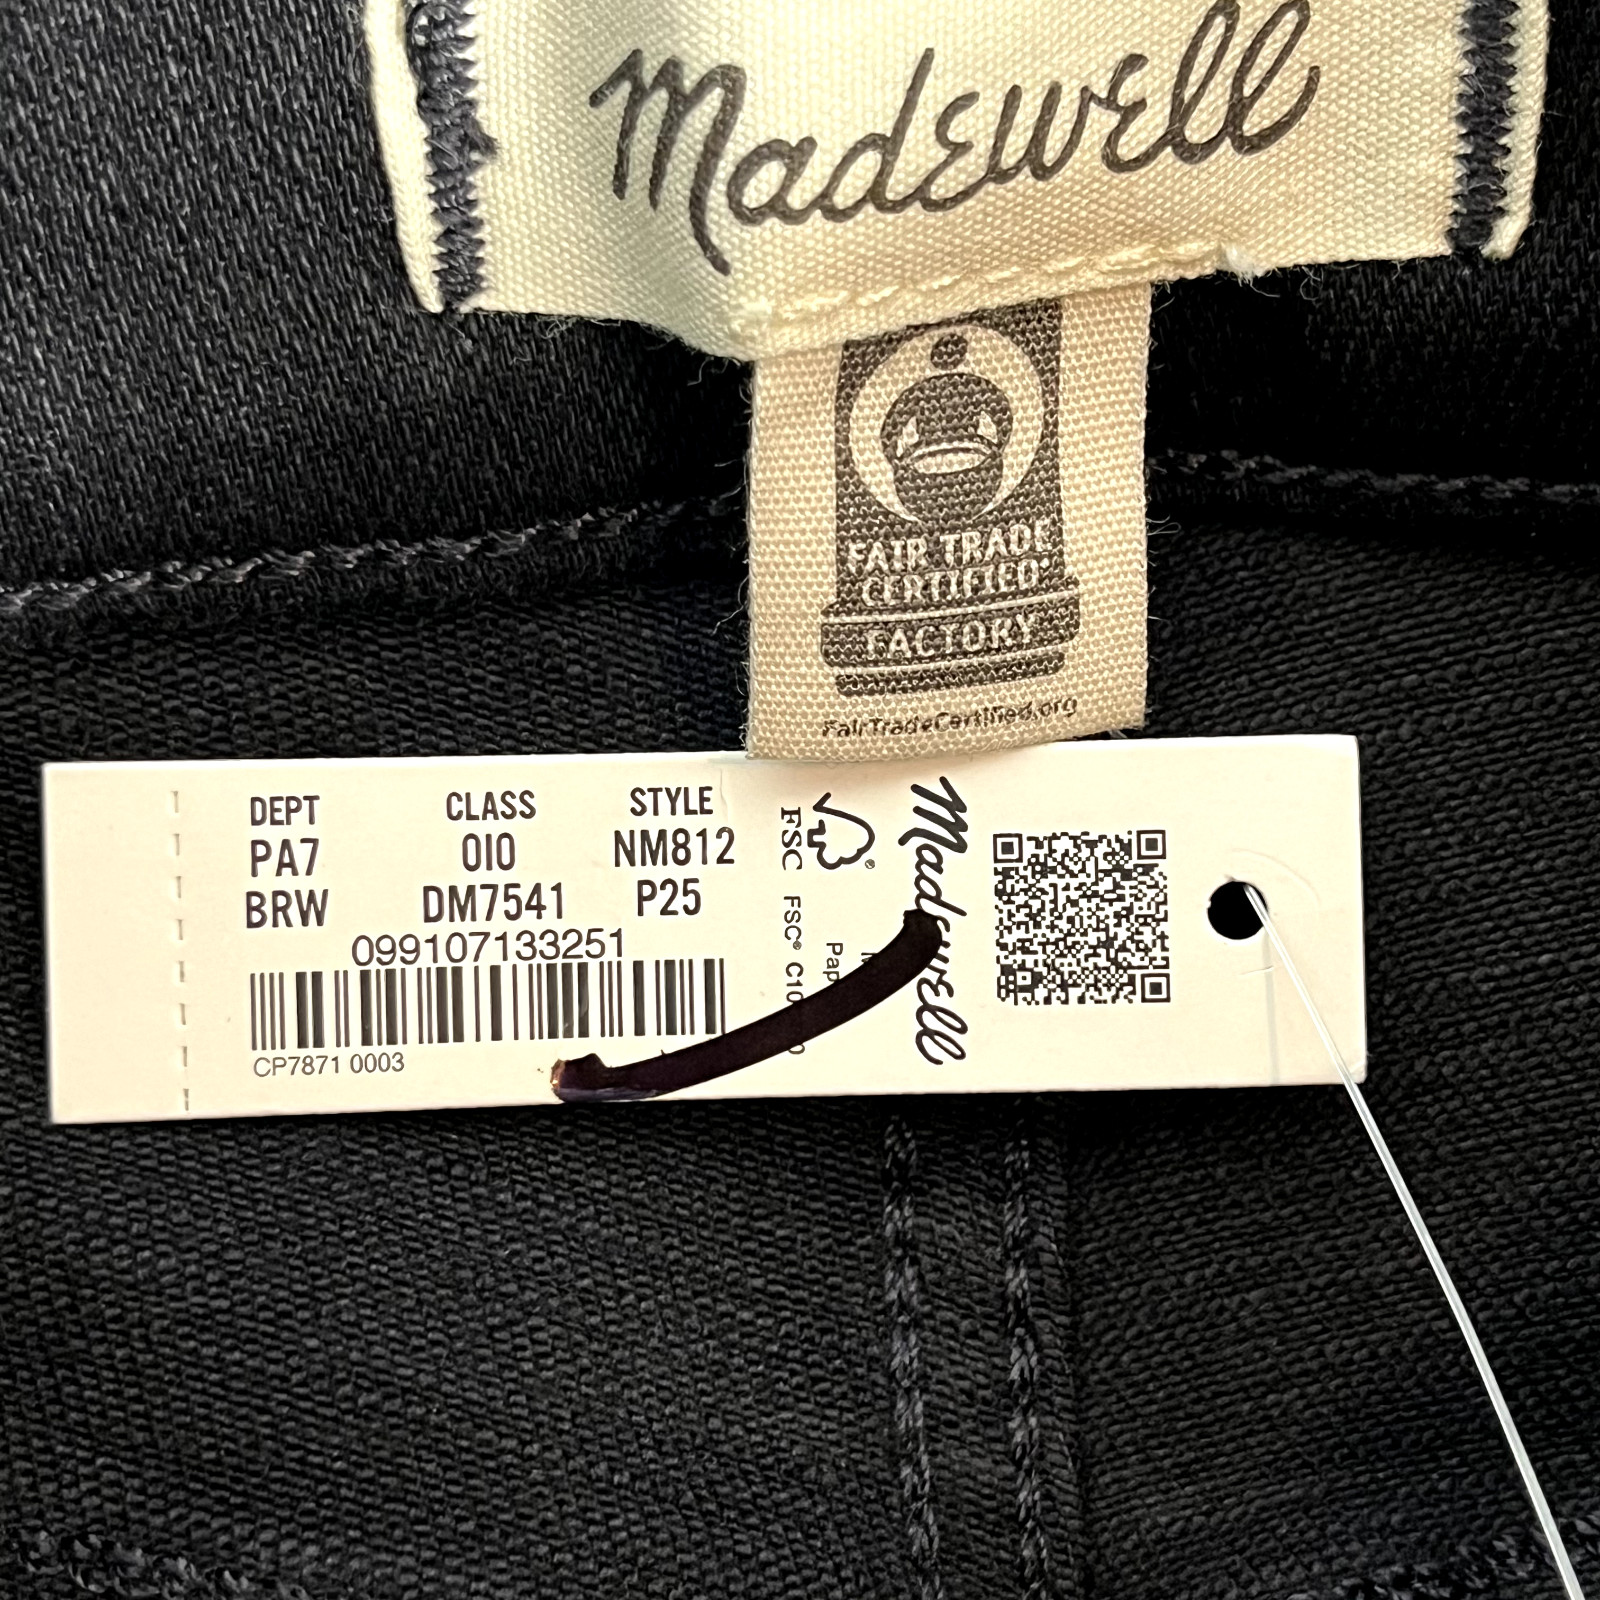 Madewell
FAIR TRADE
CERTIFIED
FACTORY
FairTradeCertified.org
DEPT CLASS STYLE
PA7 010 NM812
BRW DM7541 P25
099107133251
CP7871 0003
FSC
FSC®
Madewell